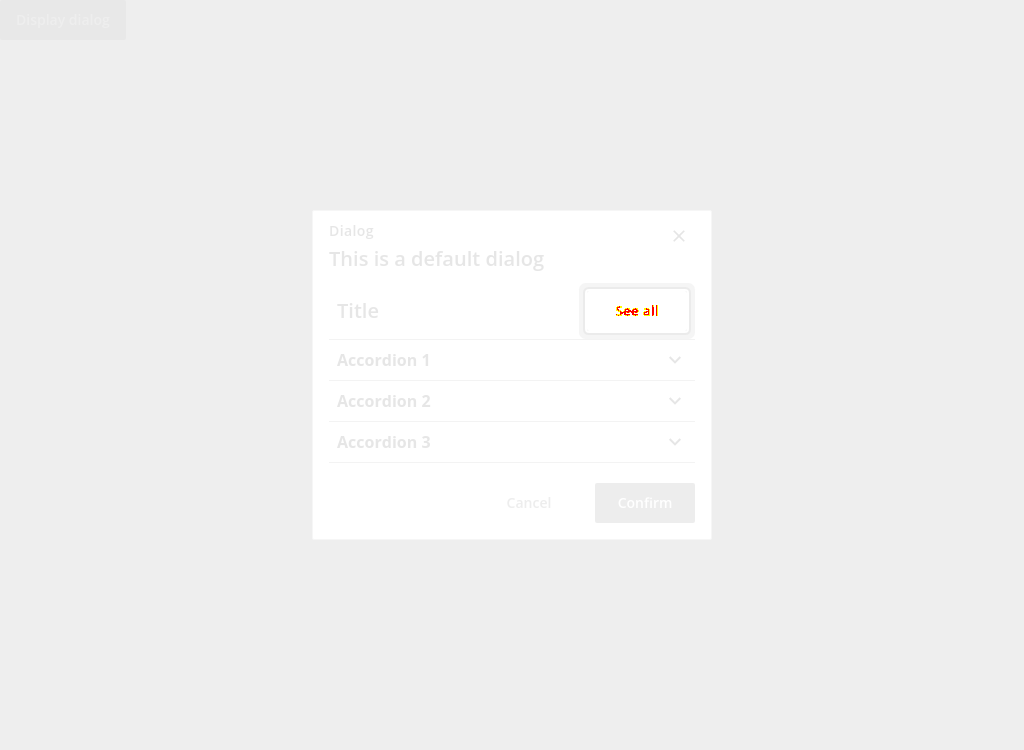 Display dialog
Dialog
This is a default dialog
Title
See all
Accordion 1
Accordion 2
Accordion 3
Cancel
Confirm